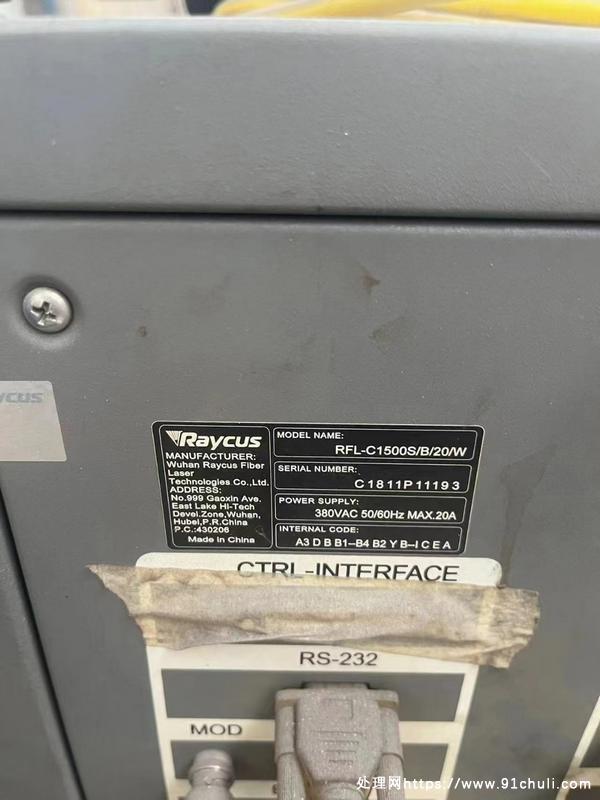 ycus
Raycus
MANUFACTURER:
Wuhan Raycus Fiber
Laser
Technologies Co.,Ltd.
ADDRESS:
No.999 Gaoxin Ave.
East Lake HI-Tech
Devel.Zone,Wuhan,
Hubei,P.R.China
P.C.:430206
Made in China
MODEL NAME:
RFL-C1500S/B/20/W
SERIAL NUMBER:
C1811P11193
POWER SUPPLY:
380VAC 50/60Hz MAX.20A
INTERNAL CODE:
A3 D B B1--B4 B2 Y B--I C E A
CTRL-INTERFACE
RS-232
MOD
处理网https://www.91chuli.com